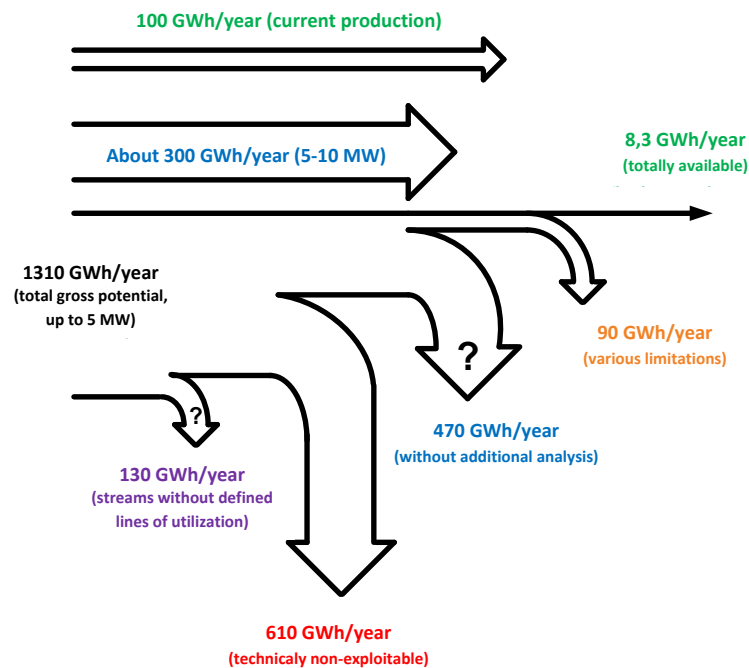 100 GWh/year (current production)
About 300 GWh/year (5-10 MW)
8,3 GWh/year
(totally available)
1310 GWh/year
(total gross potential,
up to 5 MW)
90 GWh/year
(various limitations)
?
470 GWh/year
(without additional analysis)
?
130 GWh/year
(streams without defined
lines of utilization)
610 GWh/year
(technicaly non-exploitable)